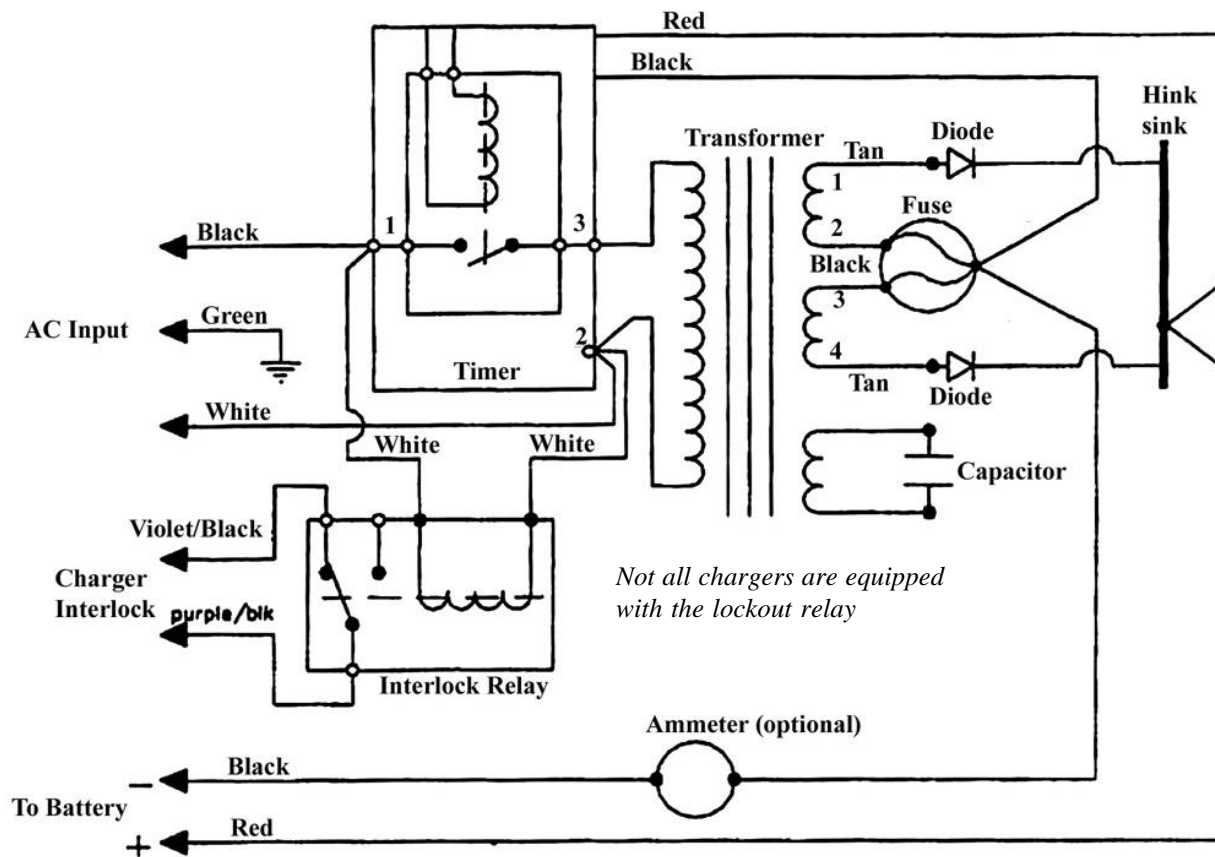 Red
Black
Hink
sink
Transformer
Diode
Tan
1
Fuse
2
Black
1
3
Black
3
4
Tan
Diode
AC Input
Green
2
Timer
White
White
White
Capacitor
Violet/Black
Charger
Interlock
purple/blk
Not all chargers are equipped
with the lockout relay
Interlock Relay
Ammeter (optional)
Black
−
To Battery
+
Red